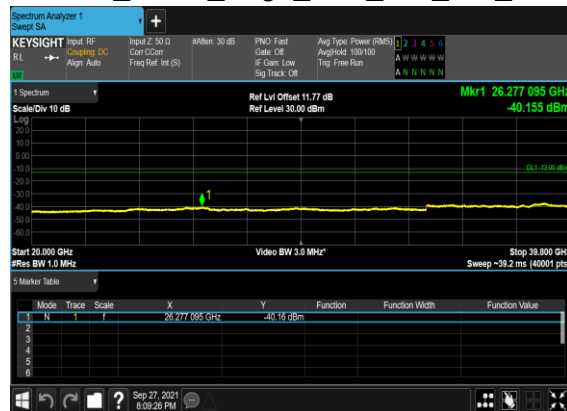 Spectrum Analyzer 1
Swept SA
KEYSIGHT Input: RF Input Z: 50 Ω #Atten: 30 dB PNO: Fast Avg Type: Power (RMS) 1 2 3 4 5 6
RL Coupling: DC Corr CCorr Gate: Off Avg|Hold: 100/100 A W W W W W
Align: Auto Freq Ref: Int (S) IF Gain: Low Trig: Free Run
Sig Track: Off A N N N N N
1 Spectrum Ref Lvl Offset 11.77 dB Mkr1 26.277 095 GHz
Scale/Div 10 dB Ref Level 30.00 dBm -40.155 dBm
Log
20.0
10.0
0.00
-10.0 DL1 -13.00 dBm
-20.0
-30.0 1
-40.0
-50.0
-60.0
Start 20.000 GHz Video BW 3.0 MHz* Stop 39.800 GHz
#Res BW 1.0 MHz Sweep ~39.2 ms (40001 pts)
5 Marker Table
Mode Trace Scale X Y Function Function Width Function Value
1 N 1 f 26.277 095 GHz -40.16 dBm
2
3
4
5
6
? Sep 27, 2021
8:09:26 PM